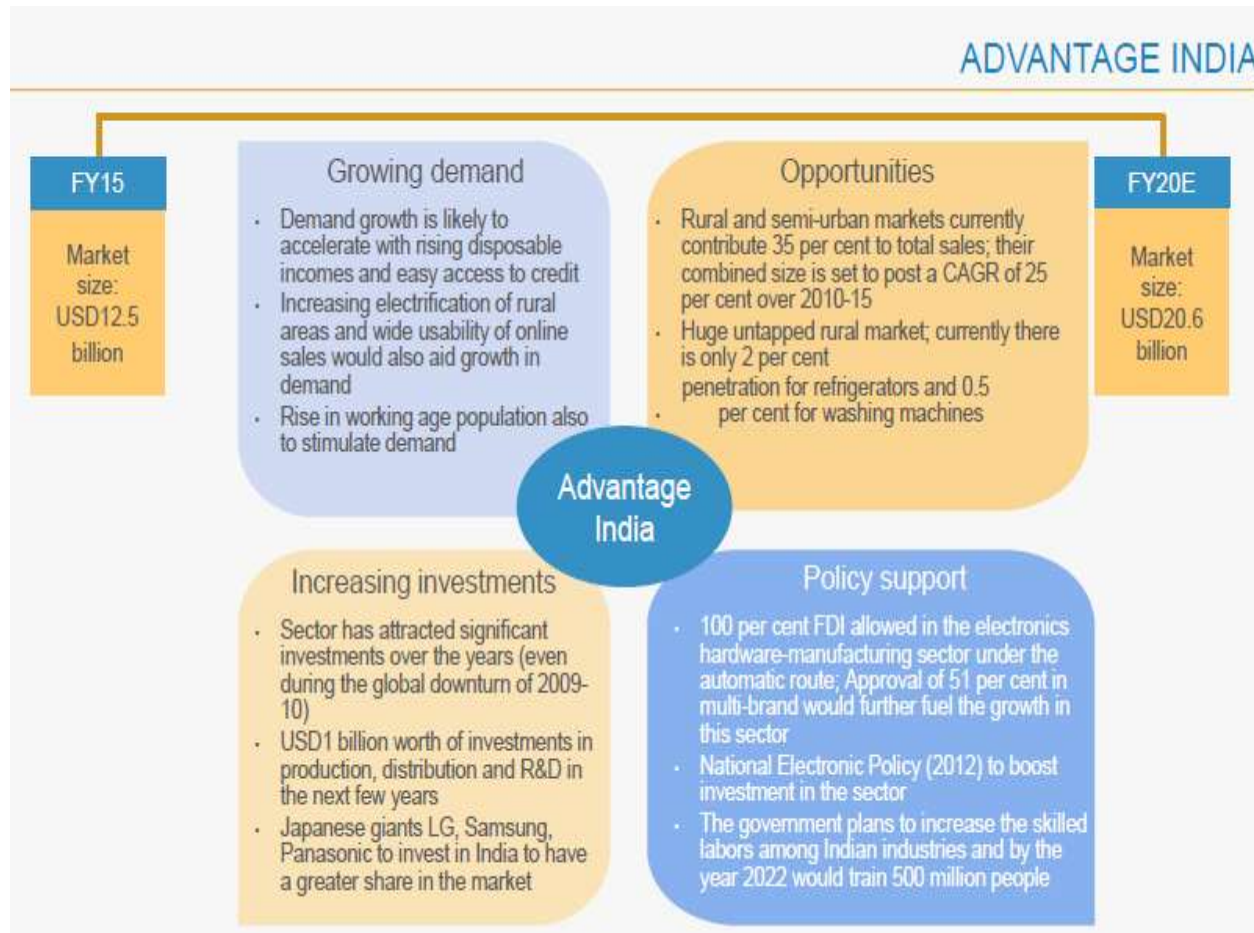 ADVANTAGE INDIA
FY15
Market
size:
USD12.5
billion
Growing demand
· Demand growth is likely to
accelerate with rising disposable
incomes and easy access to credit
· Increasing electrification of rural
areas and wide usability of online
sales would also aid growth in
demand
· Rise in working age population also
to stimulate demand
Opportunities
· Rural and semi-urban markets currently
contribute 35 per cent to total sales; their
combined size is set to post a CAGR of 25
per cent over 2010-15
· Huge untapped rural market; currently there
is only 2 per cent
penetration for refrigerators and 0.5
· per cent for washing machines
FY20E
Market
size:
USD20.6
billion
Advantage
India
Increasing investments
· Sector has attracted significant
investments over the years (even
during the global downturn of 2009-
10)
· USD1 billion worth of investments in
production, distribution and R&D in
the next few years
· Japanese giants LG, Samsung,
Panasonic to invest in India to have
a greater share in the market
Policy support
· 100 per cent FDI allowed in the electronics
hardware-manufacturing sector under the
automatic route; Approval of 51 per cent in
multi-brand would further fuel the growth in
this sector
· National Electronic Policy (2012) to boost
investment in the sector
· The government plans to increase the skilled
labors among Indian industries and by the
year 2022 would train 500 million people